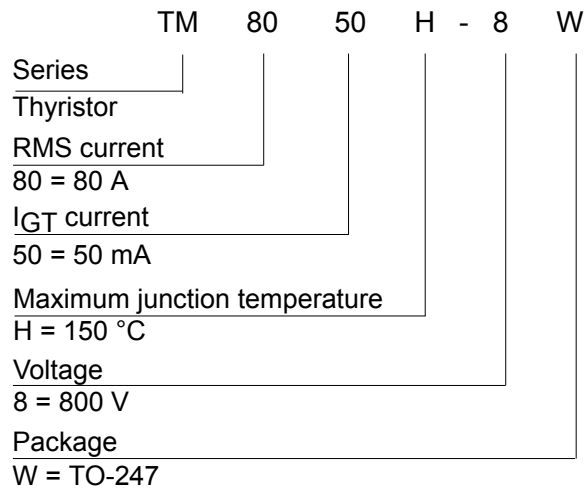 TM 80 50 H - 8 W
Series
Thyristor
RMS current
80 = 80 A
IGT current
50 = 50 mA
Maximum junction temperature
H = 150 °C
Voltage
8 = 800 V
Package
W = TO-247